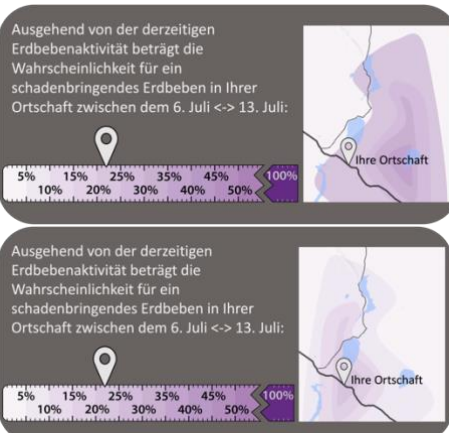 Ausgehend von der derzeitigen
Erdbebenaktivität beträgt die
Wahrscheinlichkeit für ein
schadenbringendes Erdbeben in Ihrer
Ortschaft zwischen dem 6. Juli <-> 13. Juli:
Ihre Ortschaft
5% 15% 25% 35% 45% 100%
10% 20% 30% 40% 50%
Ausgehend von der derzeitigen
Erdbebenaktivität beträgt die
Wahrscheinlichkeit für ein
schadenbringendes Erdbeben in Ihrer
Ortschaft zwischen dem 6. Juli <-> 13. Juli:
Ihre Ortschaft
5% 15% 25% 35% 45% 100%
10% 20% 30% 40% 50%